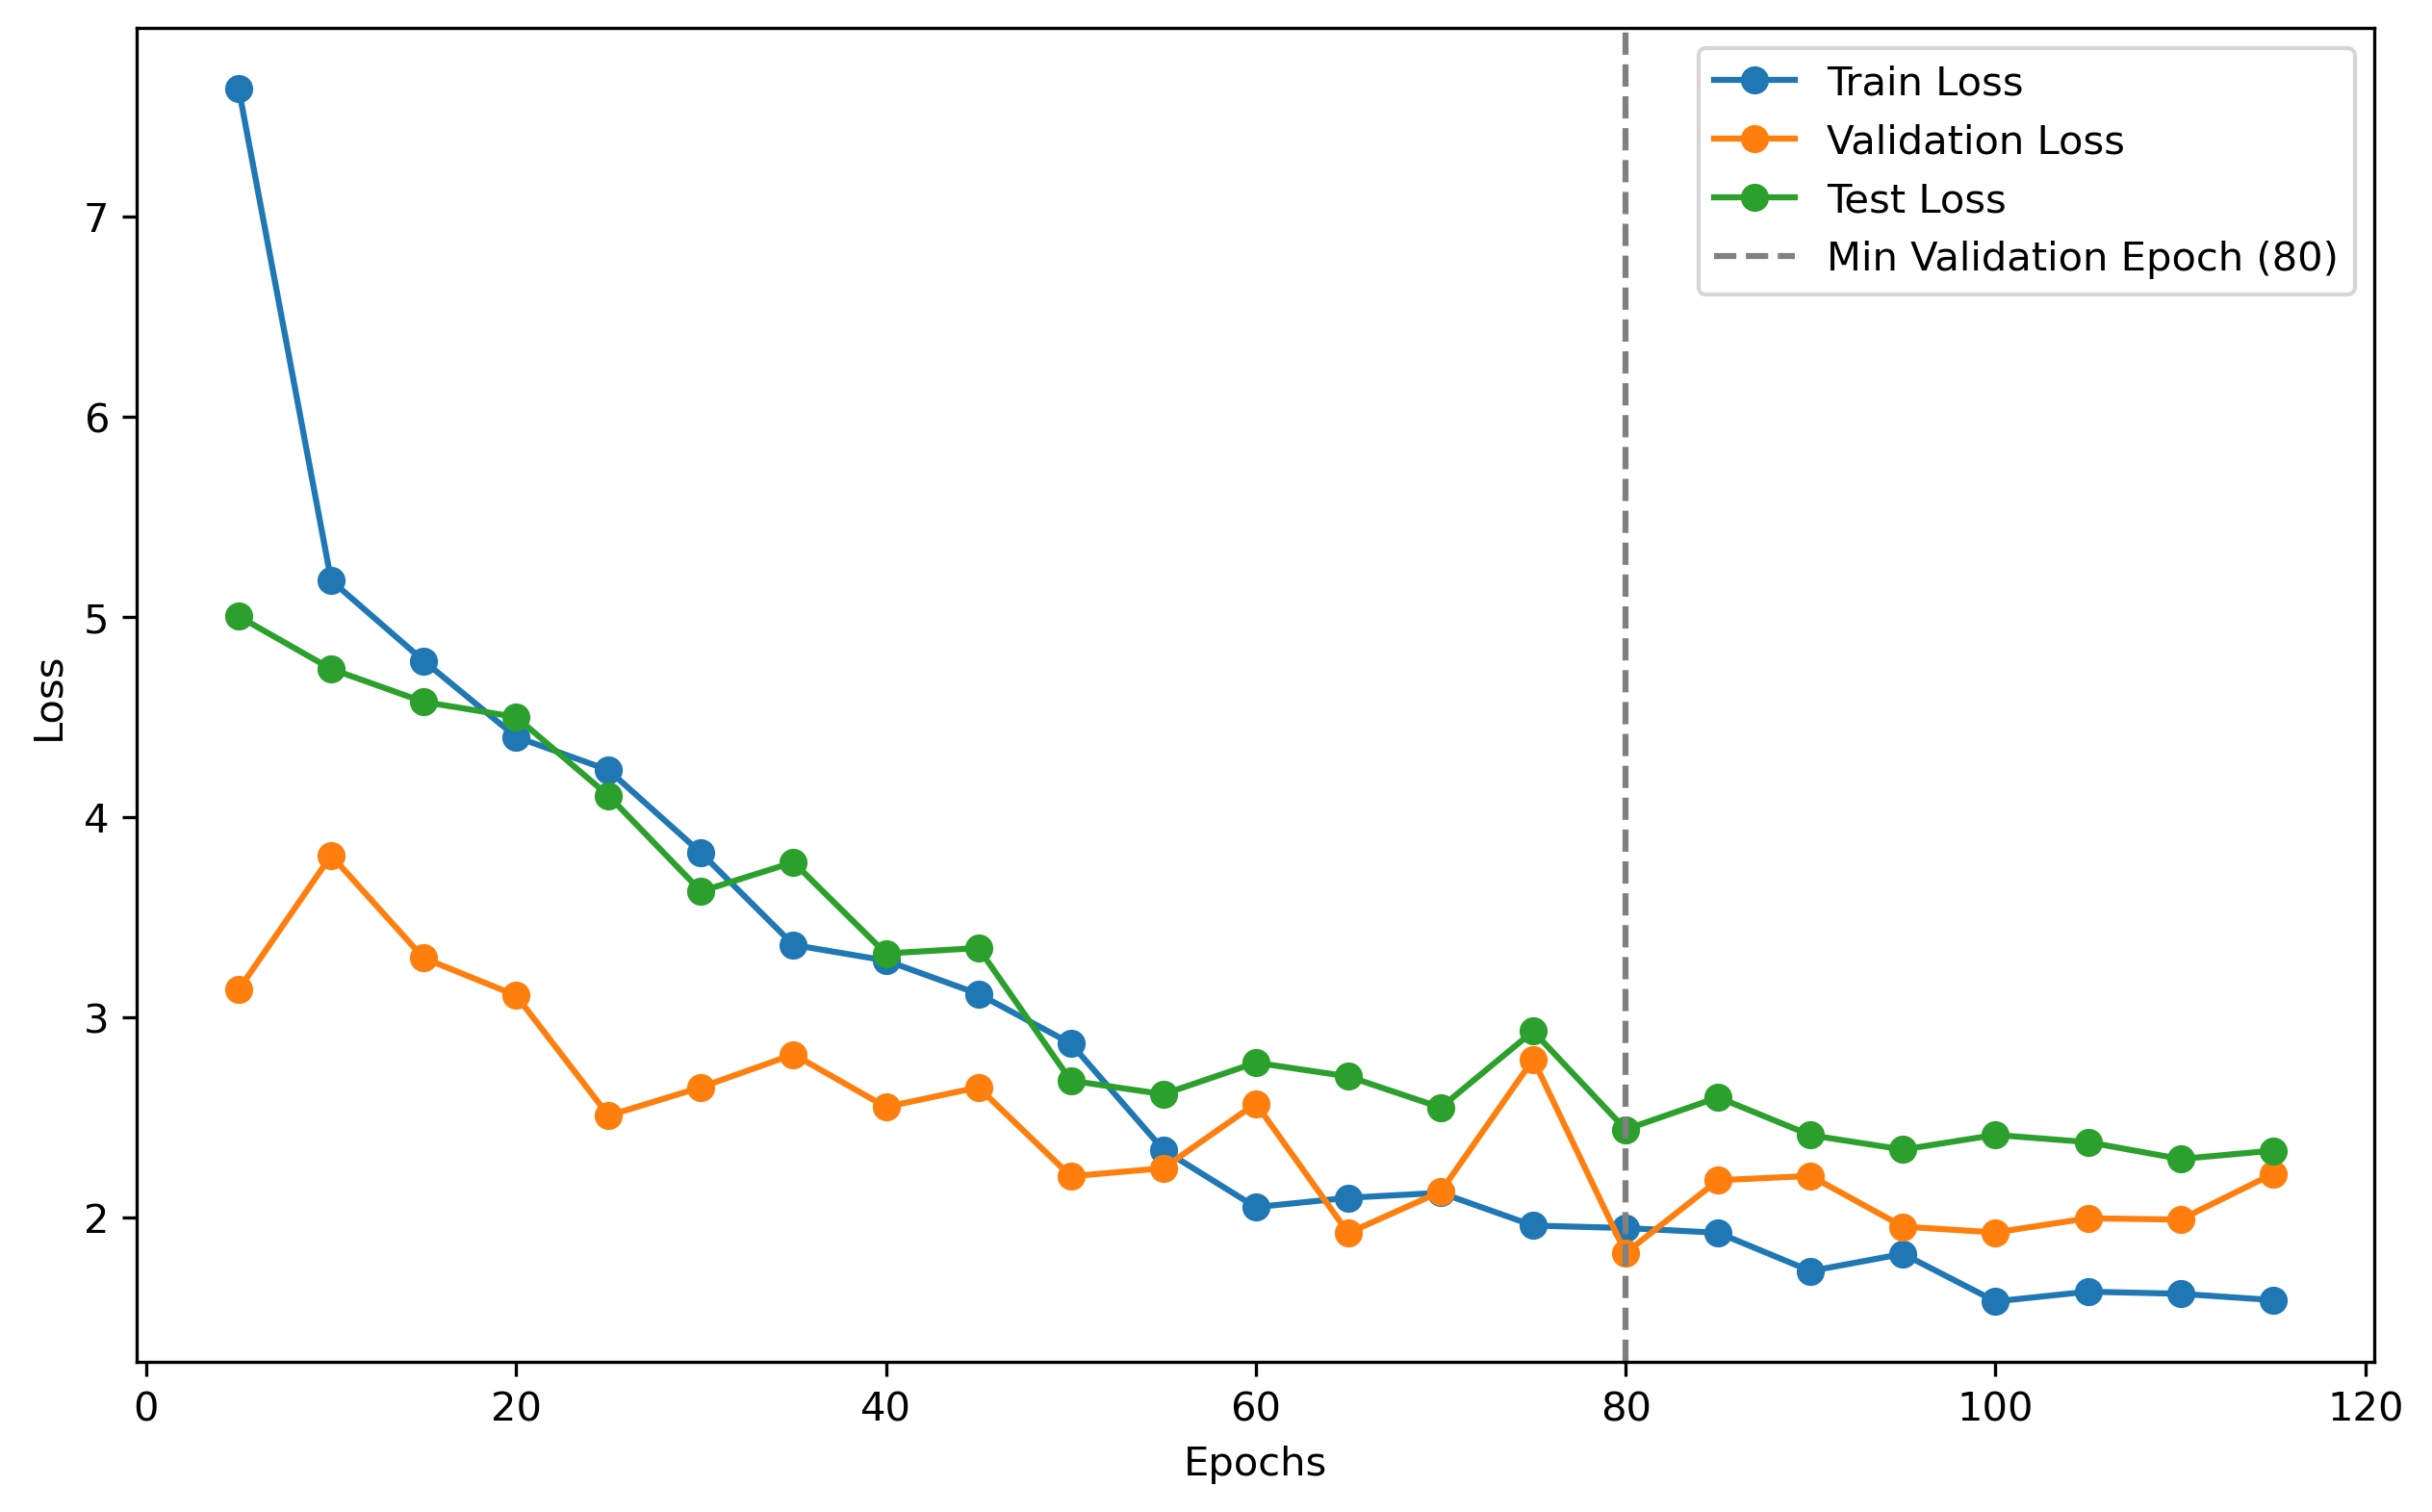 Train Loss
Validation Loss
Test Loss
Min Validation Epoch (80)
7
6
5
4
3
2
Loss
0 20 40 60 80 100 120
Epochs